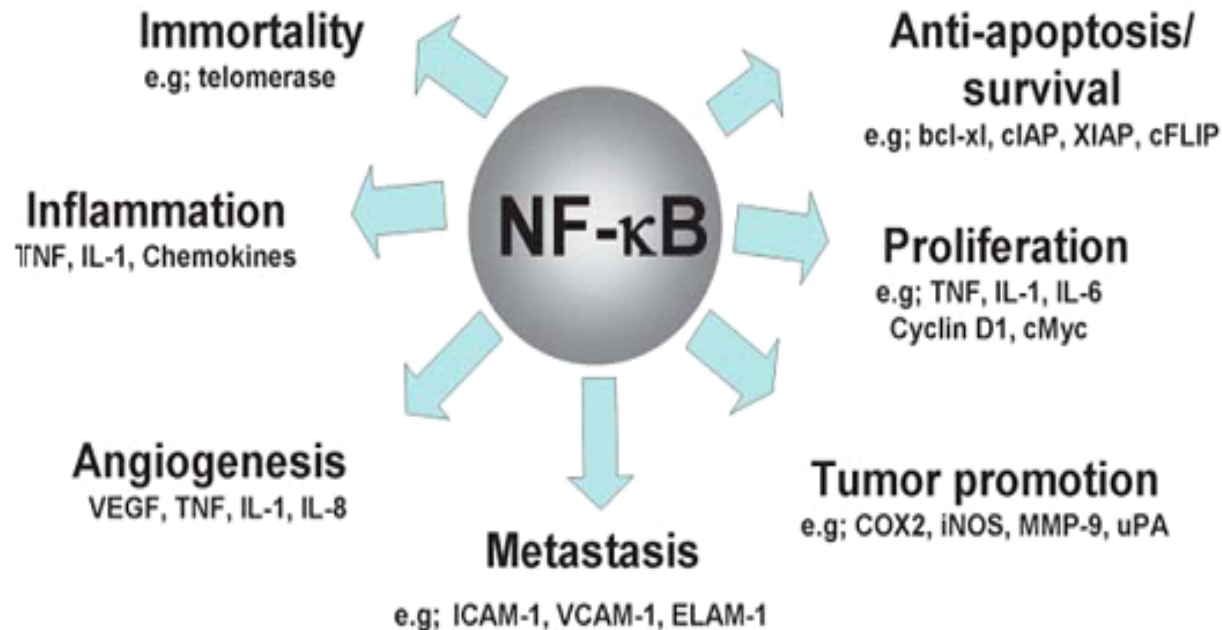 Immortality
e.g; telomerase
Anti-apoptosis/
survival
e.g; bcl-xl, cIAP, XIAP, cFLIP
NF-κB
Inflammation
TNF, IL-1, Chemokines
Proliferation
e.g; TNF, IL-1, IL-6
Cyclin D1, cMyc
Angiogenesis
VEGF, TNF, IL-1, IL-8
Tumor promotion
e.g; COX2, iNOS, MMP-9, uPA
Metastasis
e.g; ICAM-1, VCAM-1, ELAM-1